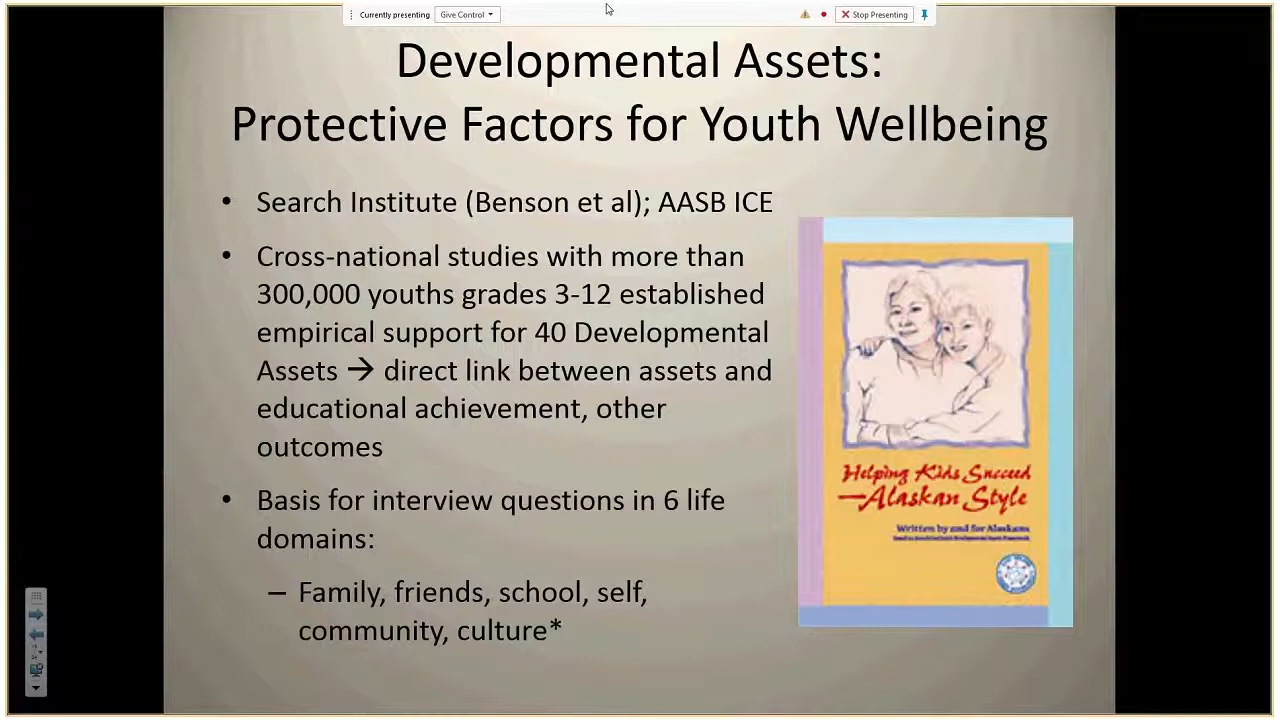 Currently presenting
Give Control
Stop Presenting
Developmental Assets:
Protective Factors for Youth Wellbeing
• Search Institute (Benson et al); AASB ICE
• Cross-national studies with more than
300,000 youths grades 3-12 established
empirical support for 40 Developmental
Assets → direct link between assets and
educational achievement, other
outcomes
• Basis for interview questions in 6 life
domains:
– Family, friends, school, self,
community, culture*
Helping Kids Succeed
—Alaskan Style
Written by and for Alaskans